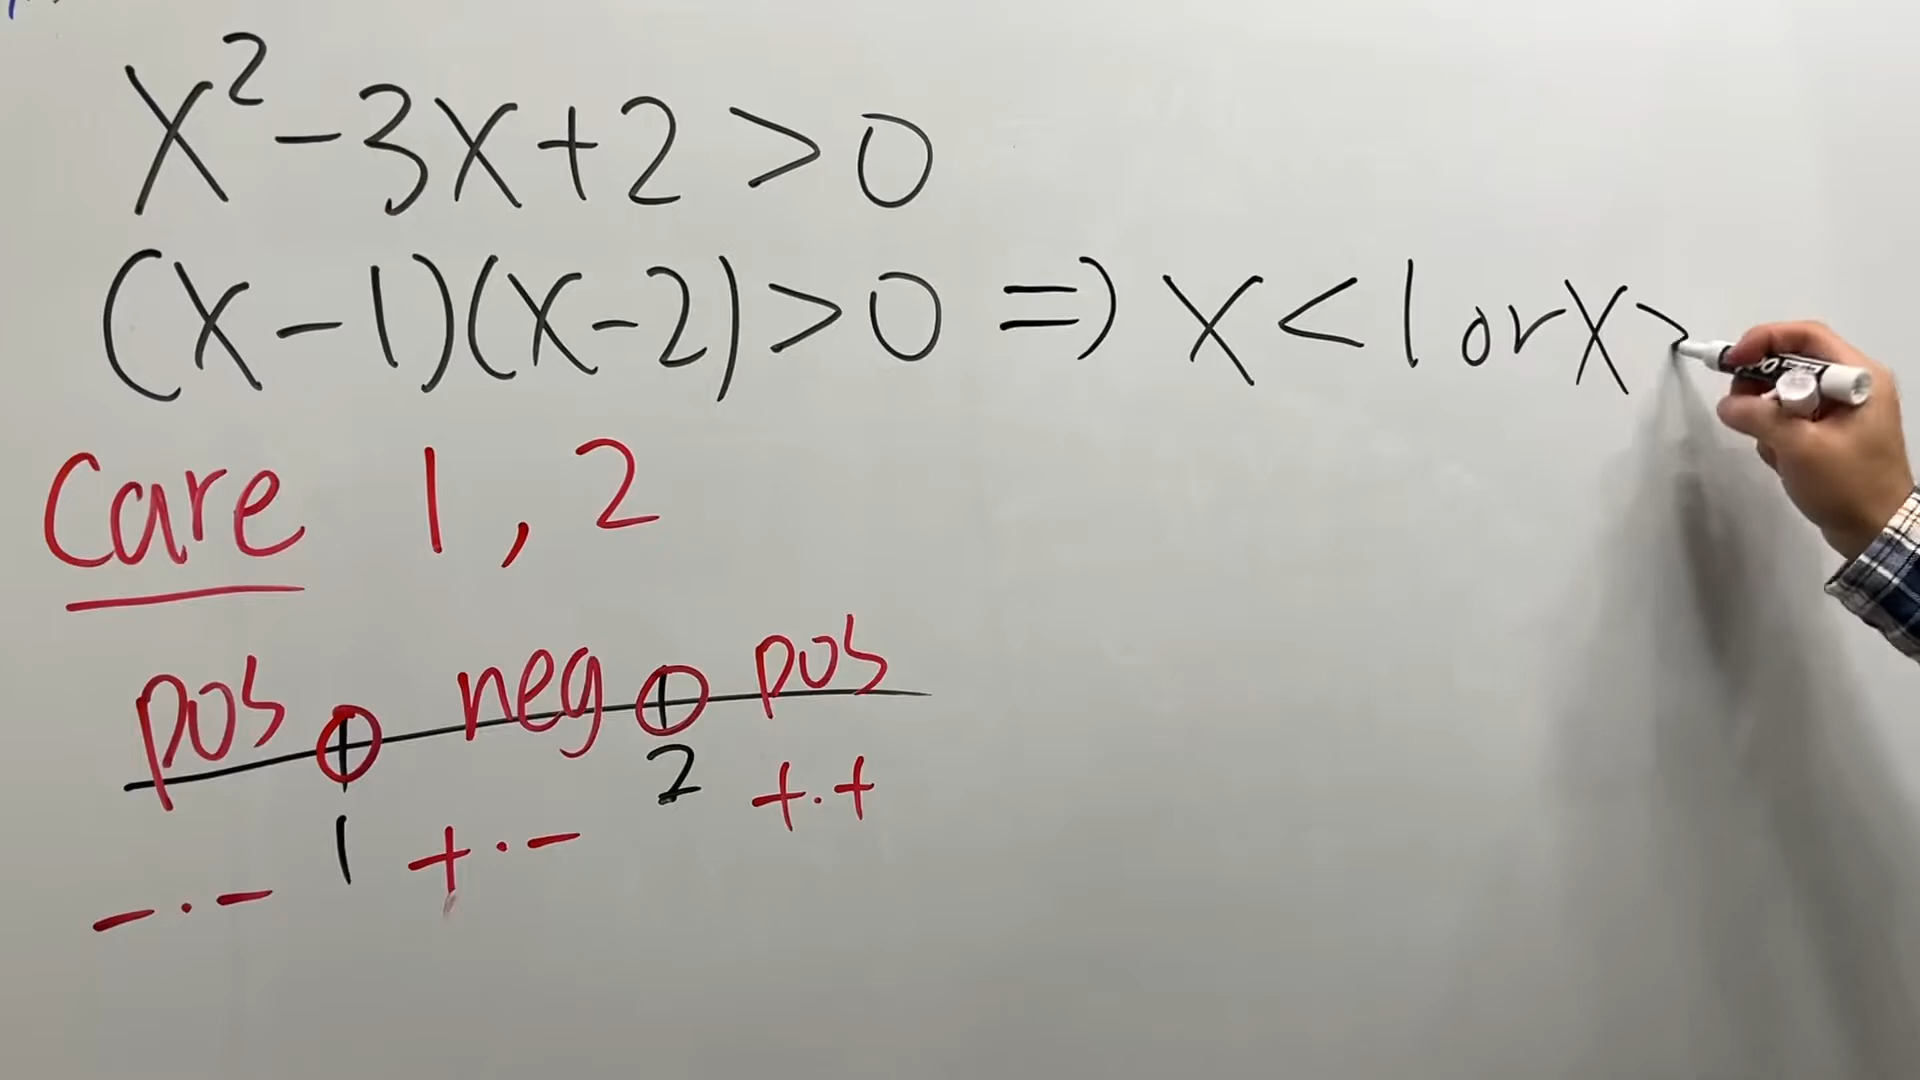 x² - 3x + 2 > 0
(x - 1)(x - 2) > 0 => x < 1 or x >
Care 1, 2
pos neg pos
1 2
- · - + · - + · +